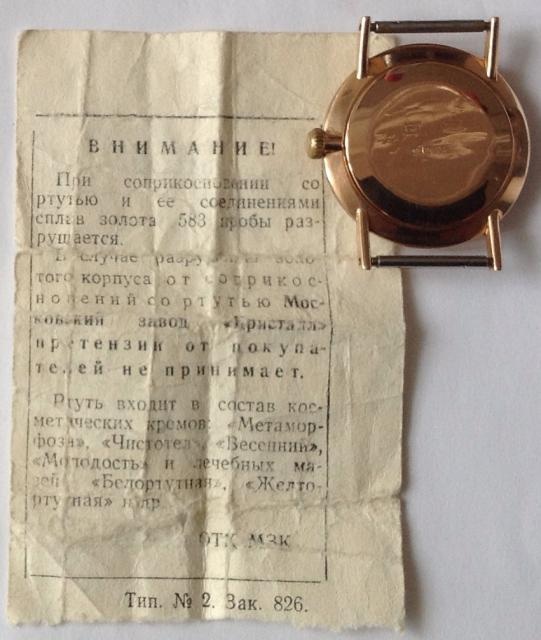 ВНИМАНИЕ!
При соприкосновении со
ртутью и ее соединениями
сплав золота 583 пробы раз-
рушается.
В случае разрушения золо-
того корпуса от соприкос-
новений со ртутью Мос-
ковский завод «Кристалл»
претензии от покупа-
телей не принимает.
Ртуть входит в состав кос-
метических кремов: «Метамор-
фоза», «Чистотел», «Весенний»,
«Молодость» и лечебных ма-
зей «Белортутная», «Желто-
ртутная» и др.
ОТК МЗК
Тип. № 2. Зак. 826.